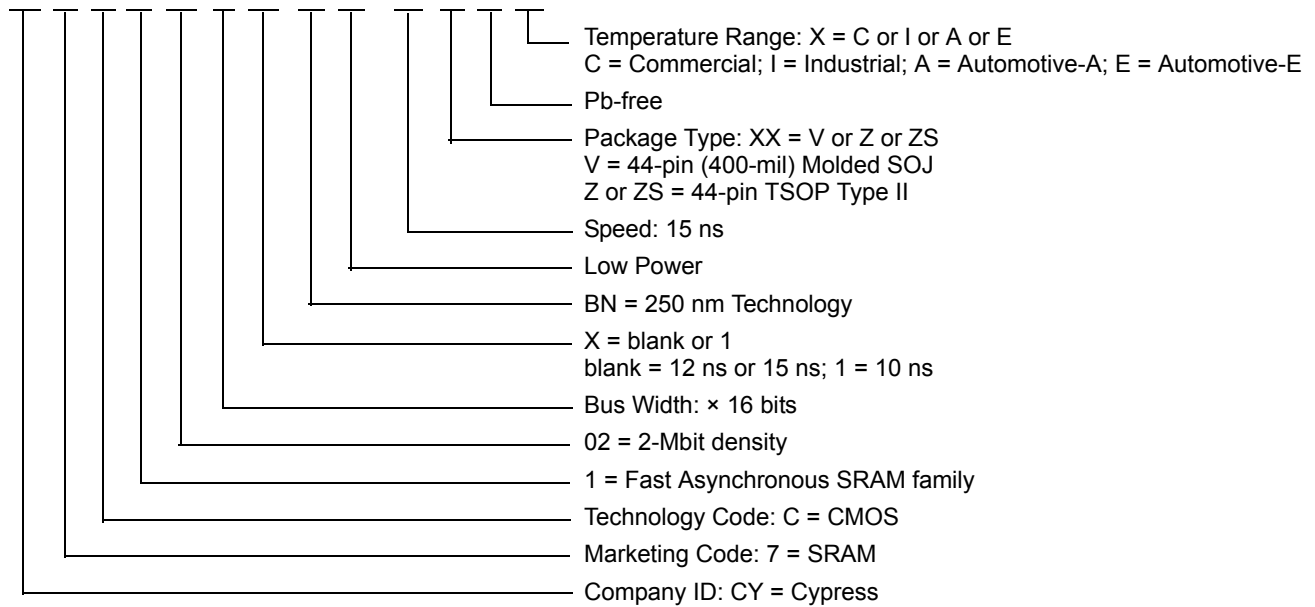 Temperature Range: X = C or I or A or E
C = Commercial; I = Industrial; A = Automotive-A; E = Automotive-E
Pb-free
Package Type: XX = V or Z or ZS
V = 44-pin (400-mil) Molded SOJ
Z or ZS = 44-pin TSOP Type II
Speed: 15 ns
Low Power
BN = 250 nm Technology
X = blank or 1
blank = 12 ns or 15 ns; 1 = 10 ns
Bus Width: × 16 bits
02 = 2-Mbit density
1 = Fast Asynchronous SRAM family
Technology Code: C = CMOS
Marketing Code: 7 = SRAM
Company ID: CY = Cypress